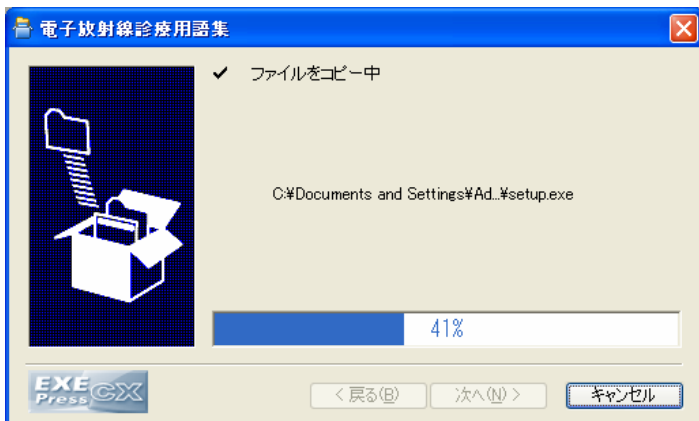 電子放射線診療用語集
ファイルをコピー中
C:¥Documents and Settings¥Ad...¥setup.exe
41%
EXE
Press CX
< 戻る(B) 次へ(N) > キャンセル